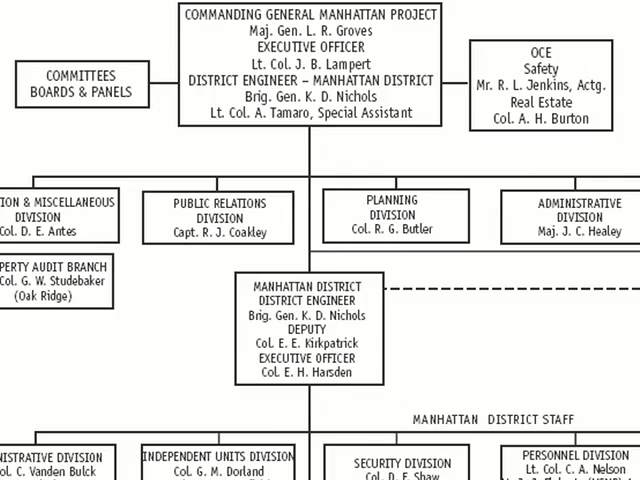 COMMANDING GENERAL MANHATTAN PROJECT
Maj. Gen. L. R. Groves
EXECUTIVE OFFICER
Lt. Col. J. B. Lampert
DISTRICT ENGINEER – MANHATTAN DISTRICT
Brig. Gen. K. D. Nichols
Lt. Col. A. Tamaro, Special Assistant
COMMITTEES
BOARDS & PANELS
OCE
Safety
Mr. R. L. Jenkins, Actg.
Real Estate
Col. A. H. Burton
ION & MISCELLANEOUS
DIVISION
Col. D. E. Antes
PUBLIC RELATIONS
DIVISION
Capt. R. J. Coakley
PLANNING
DIVISION
Col. R. G. Butler
ADMINISTRATIVE
DIVISION
Maj. J. C. Healey
PERTY AUDIT BRANCH
Col. G. W. Studebaker
(Oak Ridge)
MANHATTAN DISTRICT
DISTRICT ENGINEER
Brig. Gen. K. D. Nichols
DEPUTY
Col. E. E. Kirkpatrick
EXECUTIVE OFFICER
Col. E. H. Harsden
MANHATTAN DISTRICT STAFF
NISTRATIVE DIVISION
ol. C. Vanden Bulck
INDEPENDENT UNITS DIVISION
Col. G. M. Dorland
SECURITY DIVISION
Col. D. F. Shaw
PERSONNEL DIVISION
Lt. Col. C. A. Nelson